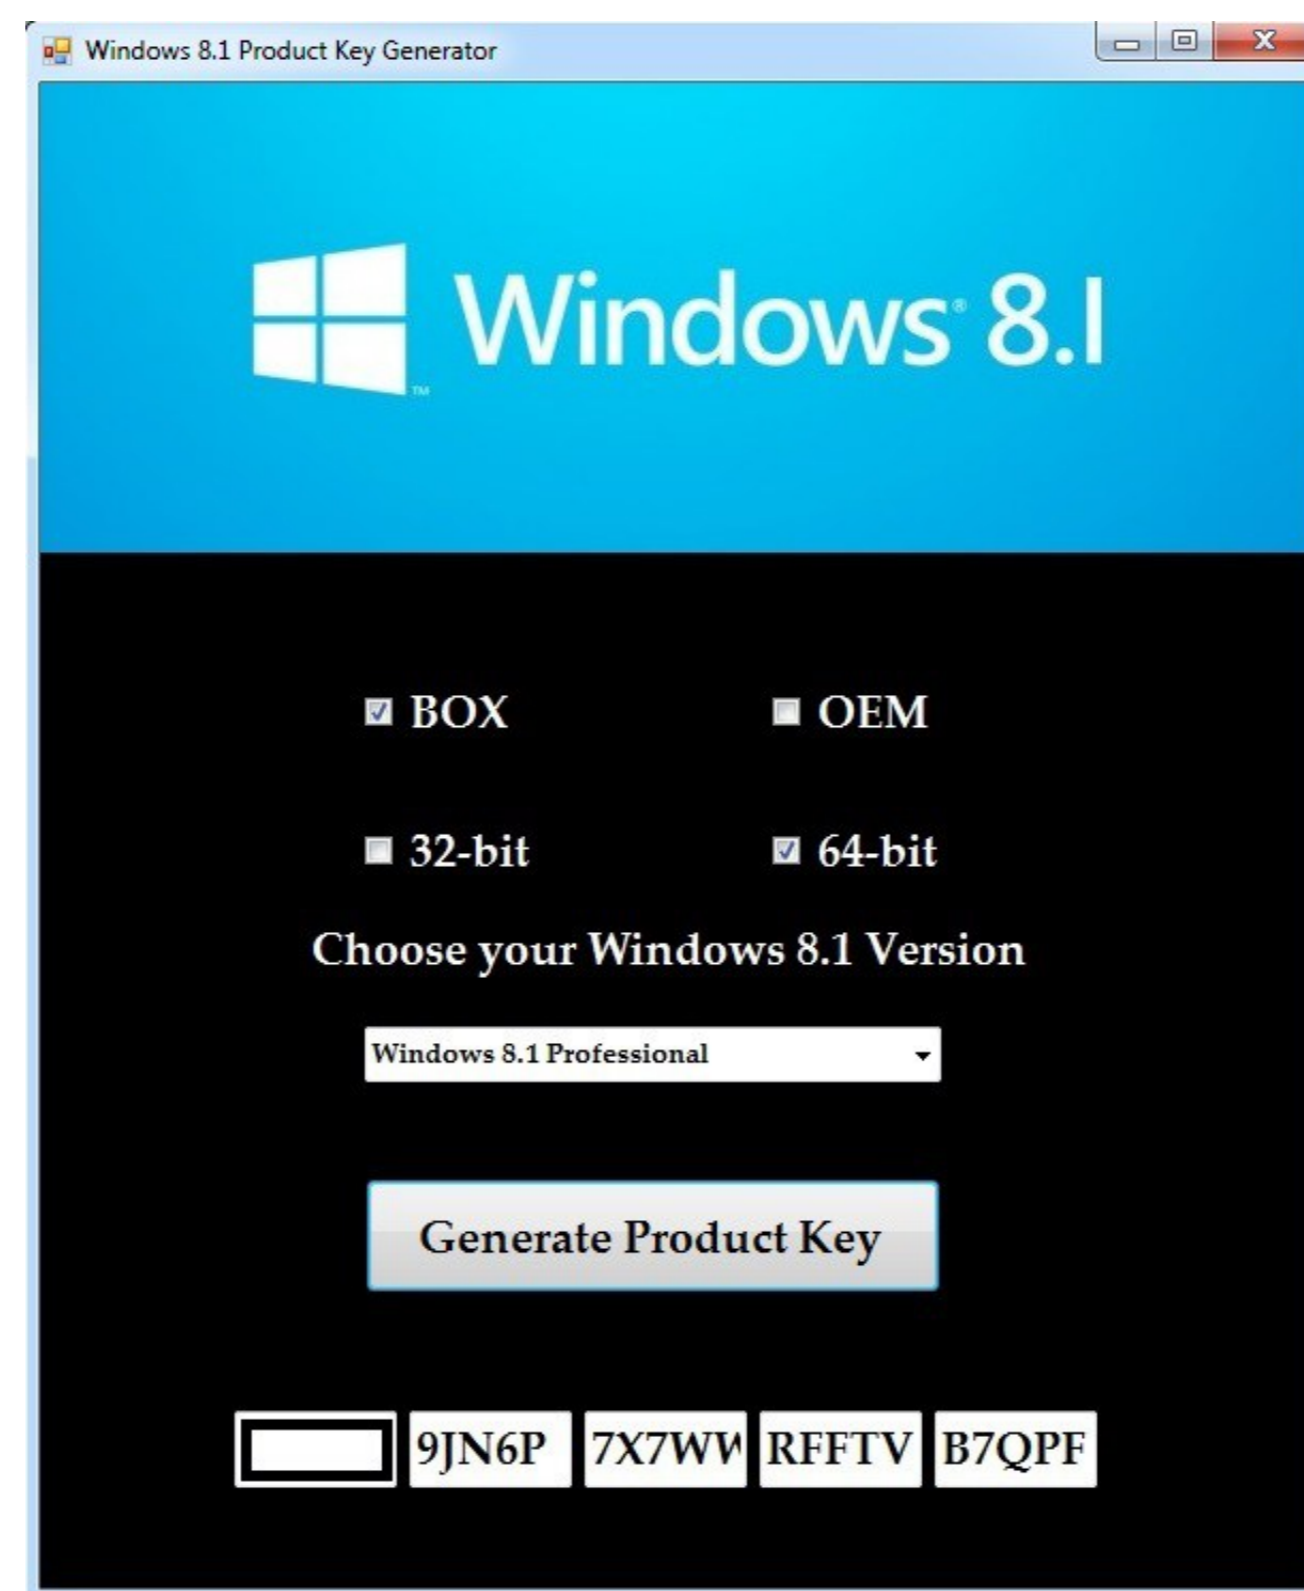 Windows 8.1 Product Key Generator
Windows® 8.1
TM
BOX OEM
32-bit 64-bit
Choose your Windows 8.1 Version
Windows 8.1 Professional
Generate Product Key
9JN6P RFFTV B7QPF